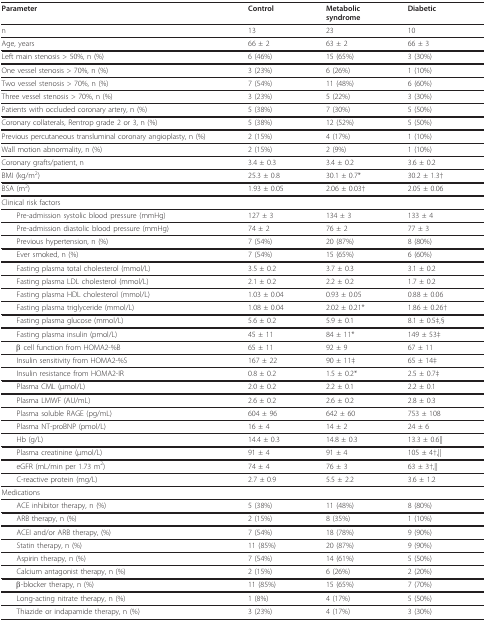 Parameter Control Metabolic Diabetic
syndrome
n 13 23 10
Age, years 66 ± 2 63 ± 2 66 ± 3
Left main stenosis > 50%, n (%) 6 (46%) 15 (65%) 3 (30%)
One vessel stenosis > 70%, n (%) 3 (23%) 6 (26%) 1 (10%)
Two vessel stenosis > 70%, n (%) 7 (54%) 11 (48%) 6 (60%)
Three vessel stenosis > 70%, n (%) 3 (23%) 5 (22%) 3 (30%)
Patients with occluded coronary artery, n (%) 5 (38%) 7 (30%) 5 (50%)
Coronary collaterals, Rentrop grade 2 or 3, n (%) 5 (38%) 12 (52%) 5 (50%)
Previous percutaneous transluminal coronary angioplasty, n (%) 2 (15%) 4 (17%) 1 (10%)
Wall motion abnormality, n (%) 2 (15%) 2 (9%) 1 (10%)
Coronary grafts/patient, n 3.4 ± 0.3 3.4 ± 0.2 3.6 ± 0.2
BMI (kg/m²) 25.3 ± 0.8 30.1 ± 0.7* 30.2 ± 1.3†
BSA (m²) 1.93 ± 0.05 2.06 ± 0.03† 2.05 ± 0.06
Clinical risk factors
Pre-admission systolic blood pressure (mmHg) 127 ± 3 134 ± 3 133 ± 4
Pre-admission diastolic blood pressure (mmHg) 74 ± 2 76 ± 2 77 ± 3
Previous hypertension, n (%) 7 (54%) 20 (87%) 8 (80%)
Ever smoked, n (%) 7 (54%) 15 (65%) 6 (60%)
Fasting plasma total cholesterol (mmol/L) 3.5 ± 0.2 3.7 ± 0.3 3.1 ± 0.2
Fasting plasma LDL cholesterol (mmol/L) 2.1 ± 0.2 2.2 ± 0.2 1.7 ± 0.2
Fasting plasma HDL cholesterol (mmol/L) 1.03 ± 0.04 0.93 ± 0.05 0.88 ± 0.06
Fasting plasma triglyceride (mmol/L) 1.08 ± 0.04 2.02 ± 0.21* 1.86 ± 0.26†
Fasting plasma glucose (mmol/L) 5.6 ± 0.2 5.9 ± 0.1 8.1 ± 0.5‡,§
Fasting plasma insulin (pmol/L) 45 ± 11 84 ± 11* 149 ± 53‡
β cell function from HOMA2-%B 65 ± 11 92 ± 9 67 ± 11
Insulin sensitivity from HOMA2-%S 167 ± 22 90 ± 11‡ 65 ± 14‡
Insulin resistance from HOMA2-IR 0.8 ± 0.2 1.5 ± 0.2* 2.5 ± 0.7‡
Plasma CML (μmol/L) 2.0 ± 0.2 2.2 ± 0.1 2.2 ± 0.1
Plasma LMWF (AU/mL) 2.6 ± 0.2 2.6 ± 0.2 2.8 ± 0.3
Plasma soluble RAGE (pg/mL) 604 ± 96 642 ± 60 753 ± 108
Plasma NT-proBNP (pmol/L) 16 ± 4 14 ± 2 24 ± 6
Hb (g/L) 14.4 ± 0.3 14.8 ± 0.3 13.3 ± 0.6‖
Plasma creatinine (μmol/L) 91 ± 4 91 ± 4 105 ± 4†,‖
eGFR (mL/min per 1.73 m²) 74 ± 4 76 ± 3 63 ± 3†,‖
C-reactive protein (mg/L) 2.7 ± 0.9 5.5 ± 2.2 3.6 ± 1.2
Medications
ACE inhibitor therapy, n (%) 5 (38%) 11 (48%) 8 (80%)
ARB therapy, n (%) 2 (15%) 8 (35%) 1 (10%)
ACEI and/or ARB therapy, (%) 7 (54%) 18 (78%) 9 (90%)
Statin therapy, n (%) 11 (85%) 20 (87%) 9 (90%)
Aspirin therapy, n (%) 7 (54%) 14 (61%) 5 (50%)
Calcium antagonist therapy, n (%) 2 (15%) 6 (26%) 2 (20%)
β-blocker therapy, n (%) 11 (85%) 15 (65%) 7 (70%)
Long-acting nitrate therapy, n (%) 1 (8%) 4 (17%) 5 (50%)
Thiazide or indapamide therapy, n (%) 3 (23%) 4 (17%) 3 (30%)